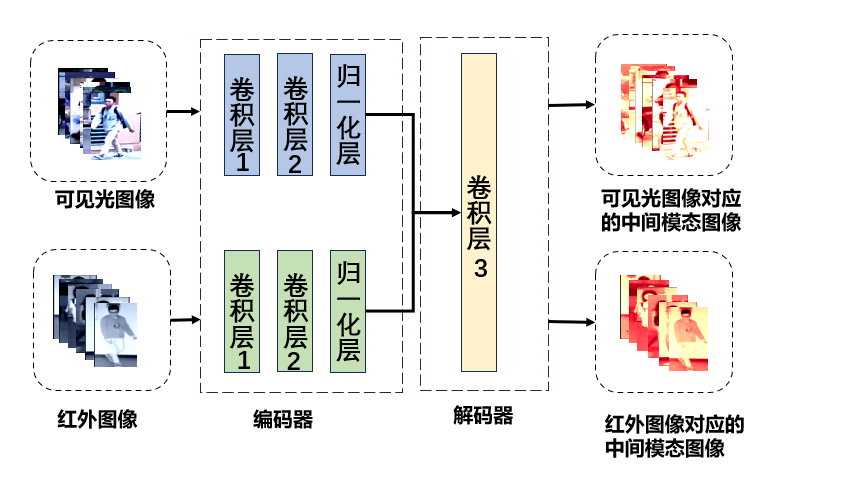 卷积层1
卷积层2
归一化层
可见光图像
可见光图像对应
的中间模态图像
卷积层3
卷积层1
卷积层2
归一化层
红外图像
编码器
解码器
红外图像对应的
中间模态图像